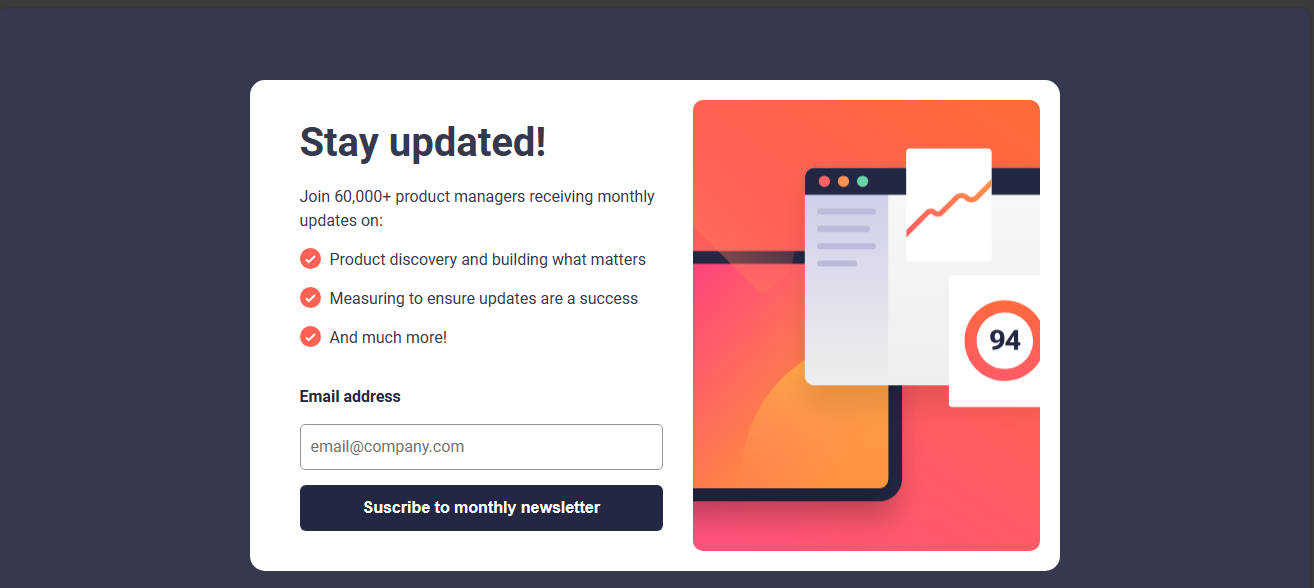 Stay updated!
Join 60,000+ product managers receiving monthly
updates on:
Product discovery and building what matters
Measuring to ensure updates are a success
And much more!
Email address
email@company.com
Suscribe to monthly newsletter
94